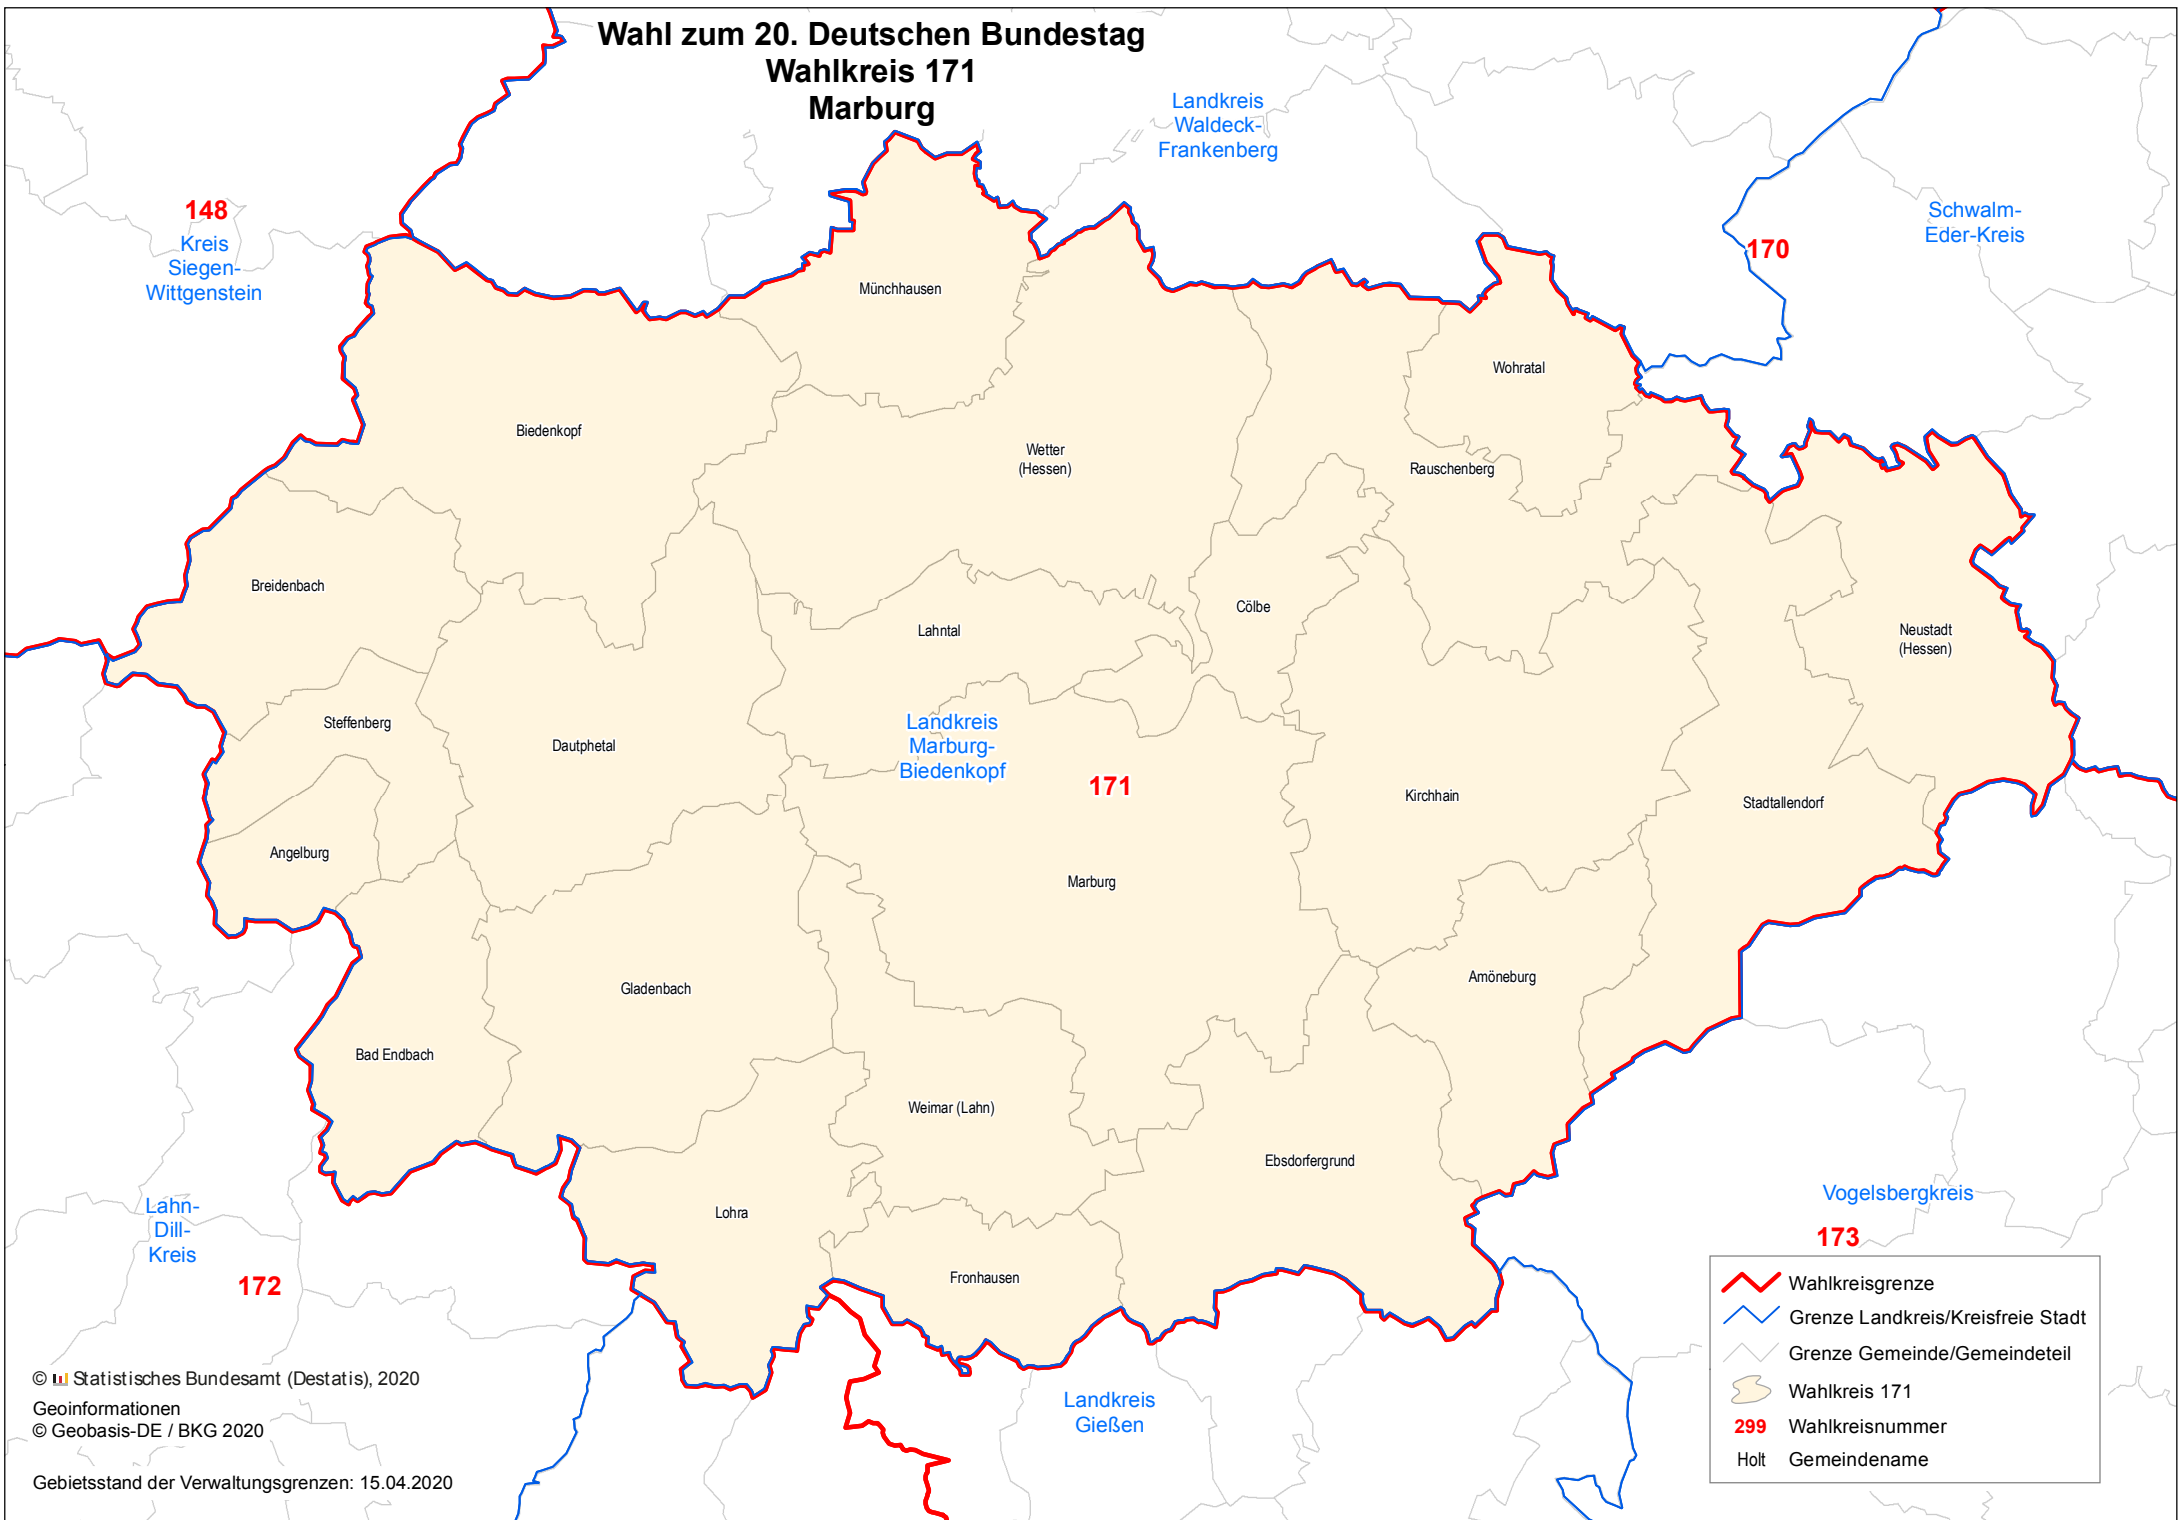 Wahl zum 20. Deutschen Bundestag
Wahlkreis 171
Marburg
Landkreis
Waldeck-
Frankenberg
148
Kreis
Siegen-
Wittgenstein
Schwalm-
Eder-Kreis
170
Münchhausen
Wohratal
Biedenkopf
Wetter
(Hessen)
Rauschenberg
Breidenbach
Cölbe
Lahntal
Neustadt
(Hessen)
Steffenberg
Dautphetal
Landkreis
Marburg-
Biedenkopf
171
Kirchhain
Stadtallendorf
Angelburg
Marburg
Gladenbach
Amöneburg
Bad Endbach
Weimar (Lahn)
Ebsdorfergrund
Lohra
Fronhausen
Lahn-
Dill-
Kreis
172
Vogelsbergkreis
173
Landkreis
Gießen
Wahlkreisgrenze
Grenze Landkreis/Kreisfreie Stadt
Grenze Gemeinde/Gemeindeteil
Wahlkreis 171
299 Wahlkreisnummer
Holt Gemeindename
© Statistisches Bundesamt (Destatis), 2020
Geoinformationen
© Geobasis-DE / BKG 2020
Gebietsstand der Verwaltungsgrenzen: 15.04.2020